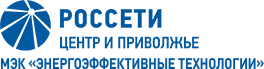 РОССЕТИ
ЦЕНТР И ПРИВОЛЖЬЕ
МЭК «ЭНЕРГОЭФФЕКТИВНЫЕ ТЕХНОЛОГИИ»